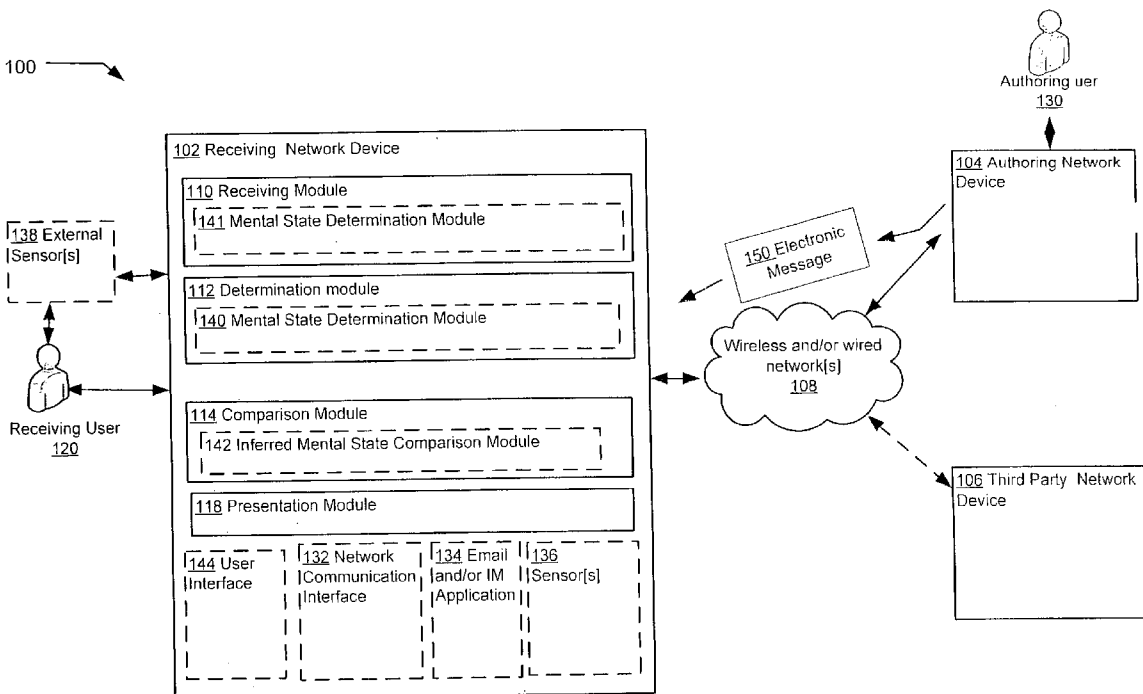 100
Authoring uer
130
102 Receiving Network Device
104 Authoring Network
Device
110 Receiving Module
141 Mental State Determination Module
138 External
Sensor[s]
150 Electronic
Message
112 Determination module
140 Mental State Determination Module
Wireless and/or wired
network[s]
108
Receiving User
120
114 Comparison Module
142 Inferred Mental State Comparison Module
106 Third Party Network
Device
118 Presentation Module
144 User
Interface
132 Network
Communication
Interface
134 Email
and/or IM
Application
136
Sensor[s]